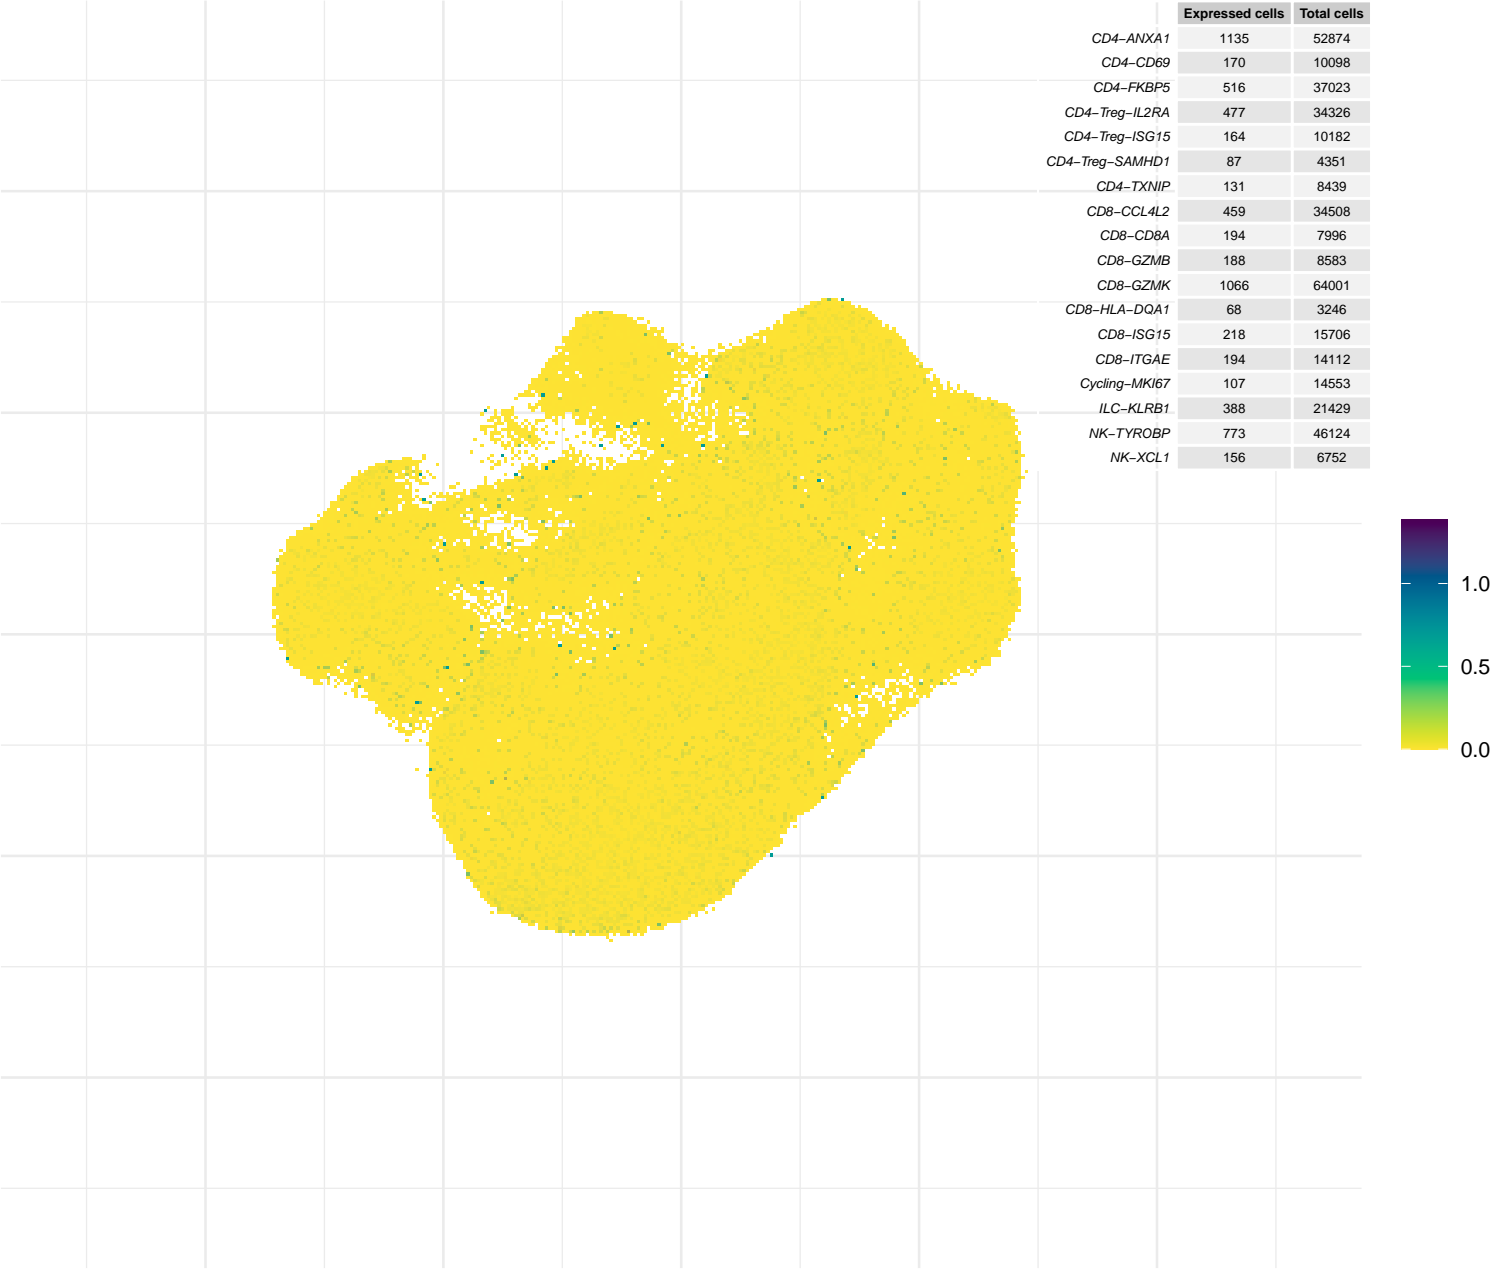 Expressed cells Total cells
CD4−ANXA1 1135 52874
CD4−CD69 170 10098
CD4−FKBP5 516 37023
CD4−Treg−IL2RA 477 34326
CD4−Treg−ISG15 164 10182
CD4−Treg−SAMHD1 87 4351
CD4−TXNIP 131 8439
CD8−CCL4L2 459 34508
CD8−CD8A 194 7996
CD8−GZMB 188 8583
CD8−GZMK 1066 64001
CD8−HLA−DQA1 68 3246
CD8−ISG15 218 15706
CD8−ITGAE 194 14112
Cycling−MKI67 107 14553
ILC−KLRB1 388 21429
NK−TYROBP 773 46124
NK−XCL1 156 6752
1.0
0.5
0.0